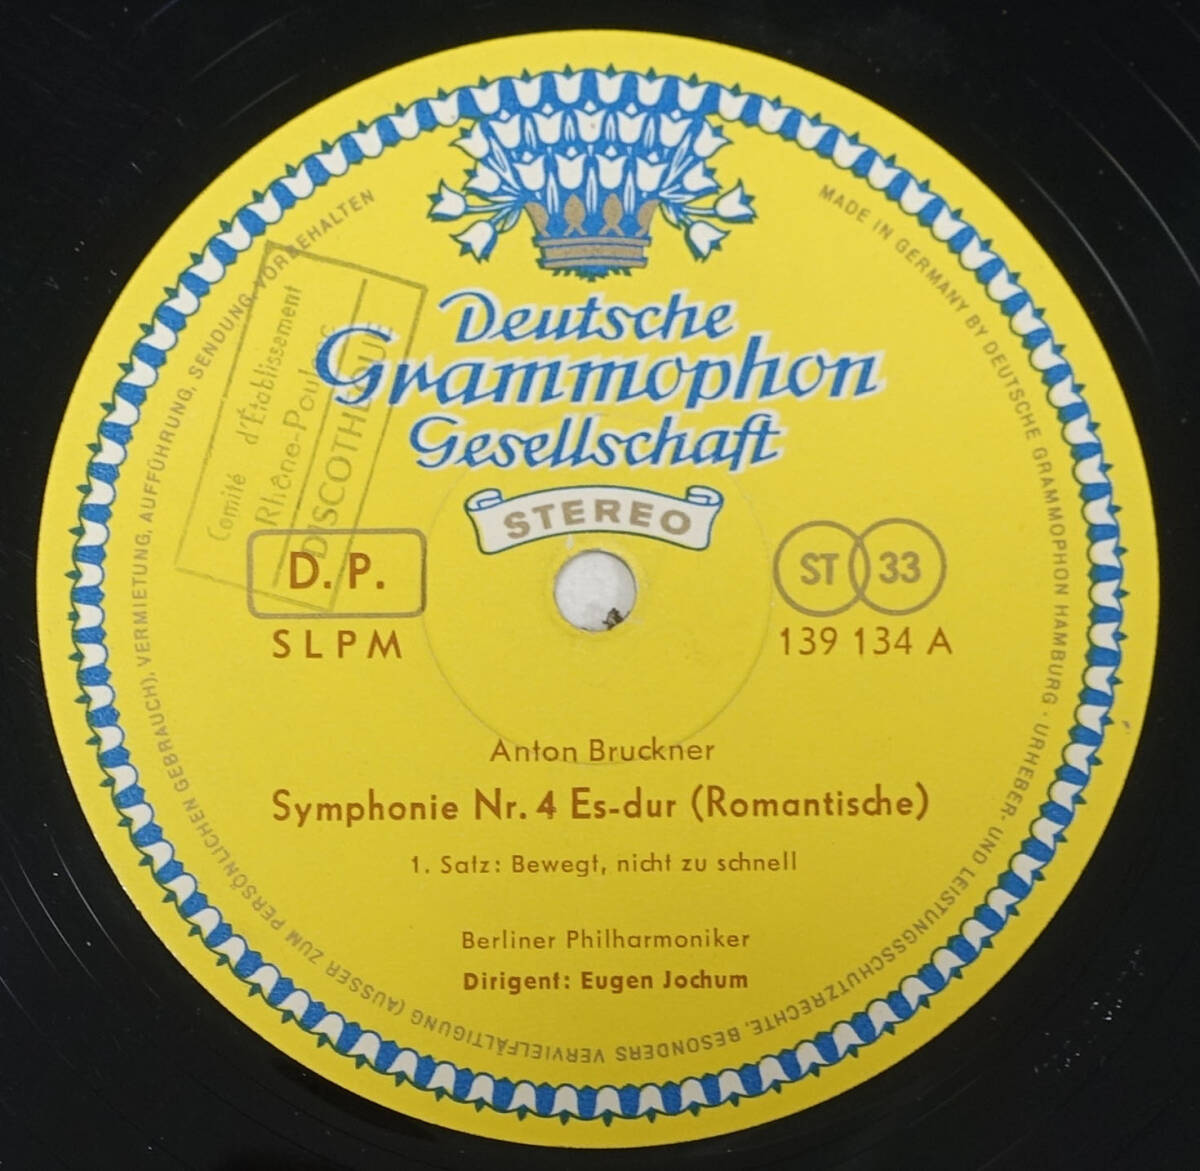 Deutsche
Grammophon
Gesellschaft
STEREO
Comité d'Établissement
Rhône-Poulenc
DISCOTHEQUE
D. P.
SLPM
ST 33
139 134 A
Anton Bruckner
Symphonie Nr. 4 Es-dur (Romantische)
1. Satz: Bewegt, nicht zu schnell
Berliner Philharmoniker
Dirigent: Eugen Jochum
MADE IN GERMANY BY DEUTSCHE GRAMMOPHON HAMBURG · URHEBER- UND LEISTUNGSSCHUTZRECHTE, BESONDERS VERVIELFÄLTIGUNG (AUSSER ZUM PERSÖNLICHEN GEBRAUCH), VERMIETUNG, AUFFÜHRUNG, SENDUNG, VORBEHALTEN